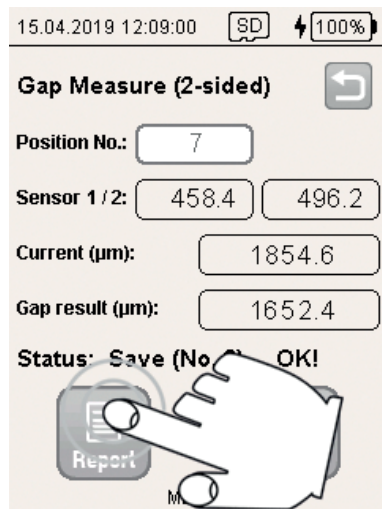 15.04.2019 12:09:00 SD 100%
Gap Measure (2-sided)
Position No.: 7
Sensor 1 / 2: 458.4 496.2
Current (µm): 1854.6
Gap result (µm): 1652.4
Status: Save (No. OK!
Report